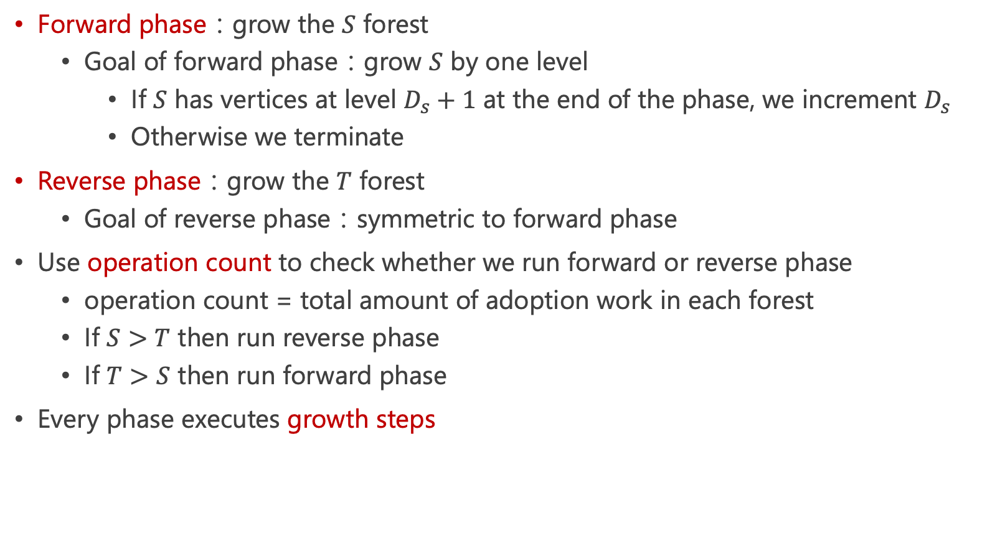 • Forward phase：grow the S forest
• Goal of forward phase：grow S by one level
• If S has vertices at level Dₛ + 1 at the end of the phase, we increment Dₛ
• Otherwise we terminate
• Reverse phase：grow the T forest
• Goal of reverse phase：symmetric to forward phase
• Use operation count to check whether we run forward or reverse phase
• operation count = total amount of adoption work in each forest
• If S > T then run reverse phase
• If T > S then run forward phase
• Every phase executes growth steps